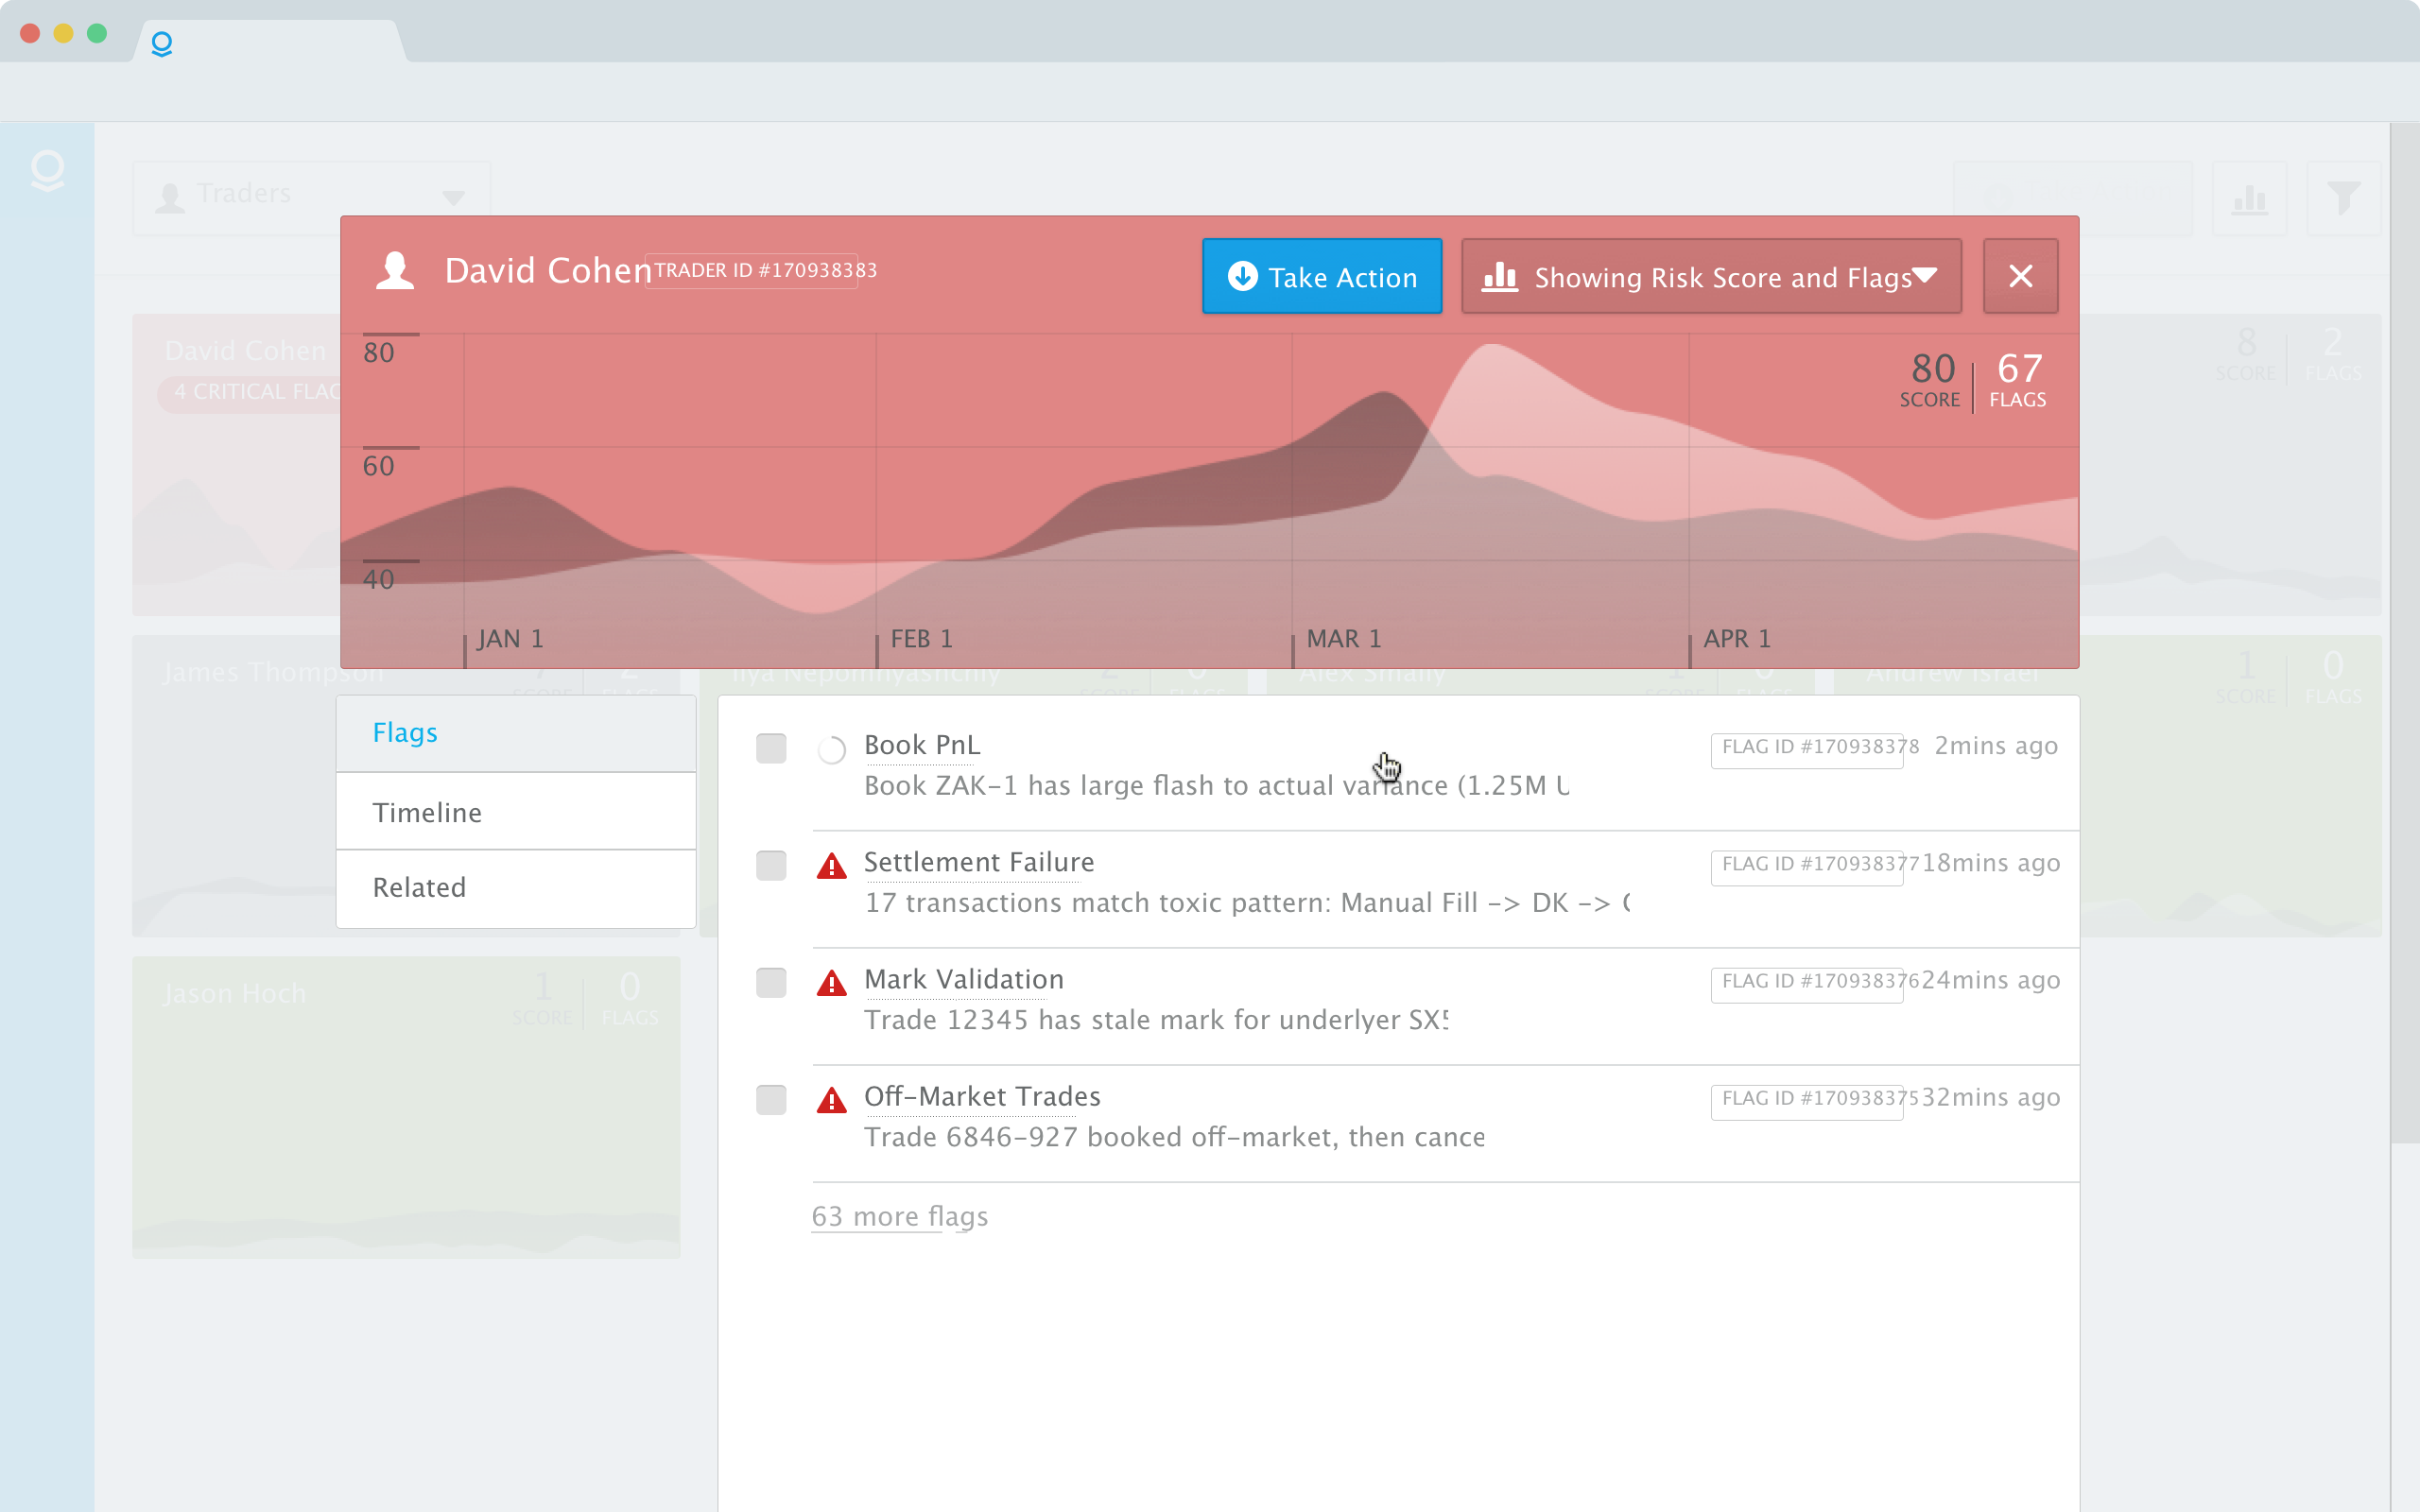 Traders
David Cohen TRADER ID #170938383
Take Action
Showing Risk Score and Flags
David Cohen
4 CRITICAL FLAG
80
60
40
80 SCORE
67 FLAGS
8 SCORE
2 FLAGS
JAN 1
FEB 1
MAR 1
APR 1
James Thompson
Ilya Nepomnyashchiy
Alex Smaliy
Andrew Israel
1 SCORE
0 FLAGS
Flags
Timeline
Related
Book PnL
Book ZAK-1 has large flash to actual variance (1.25M U
FLAG ID #170938378 2mins ago
Settlement Failure
17 transactions match toxic pattern: Manual Fill -> DK ->
FLAG ID #170938377 18mins ago
Mark Validation
Trade 12345 has stale mark for underlyer SX5
FLAG ID #170938376 24mins ago
Off-Market Trades
Trade 6846-927 booked off-market, then cance
FLAG ID #170938375 32mins ago
63 more flags
Jason Hoch
1 SCORE
0 FLAGS